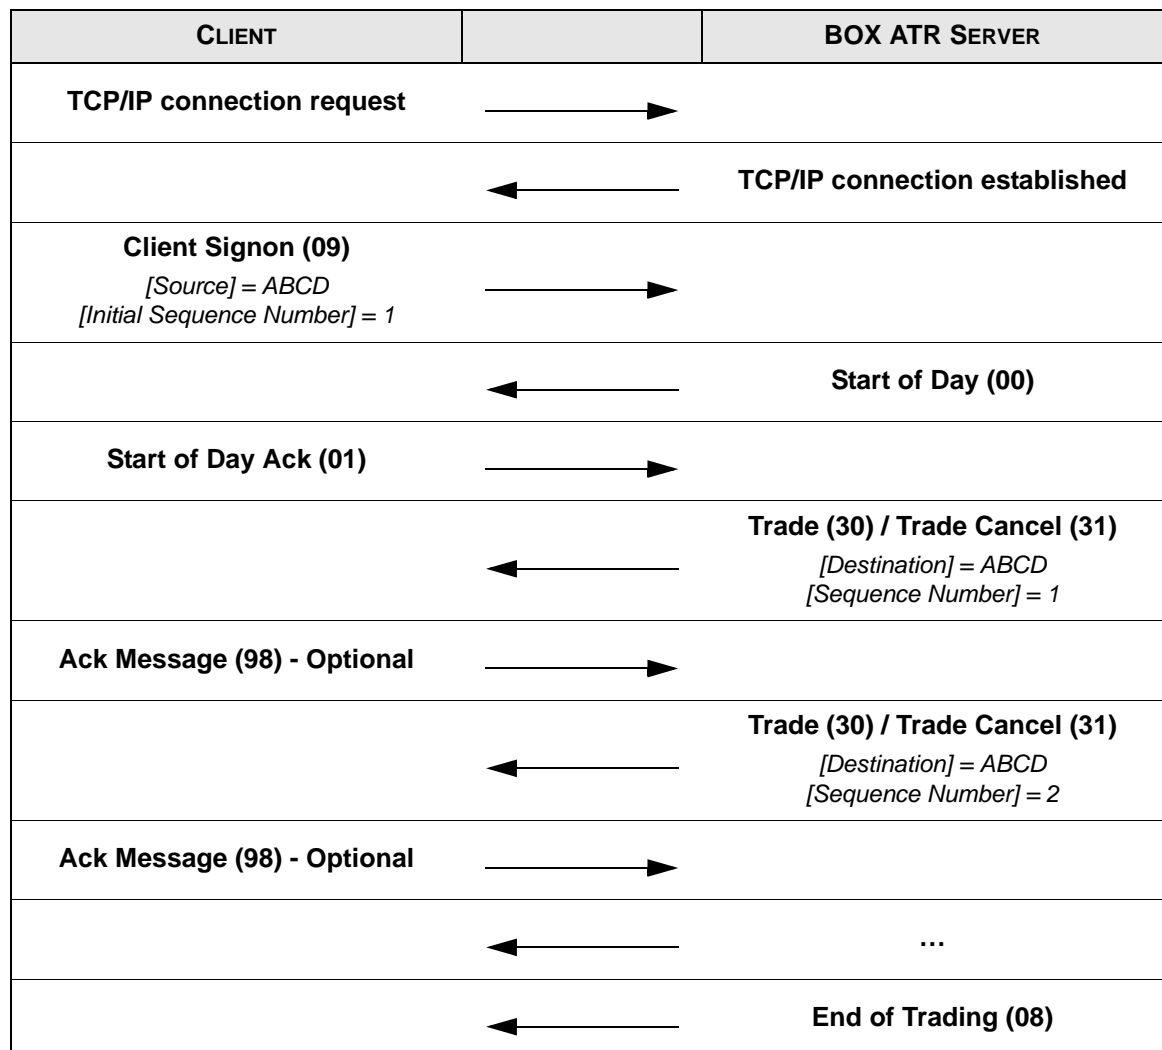 CLIENT BOX ATR SERVER
TCP/IP connection request
TCP/IP connection established
Client Signon (09)
[Source] = ABCD
[Initial Sequence Number] = 1
Start of Day (00)
Start of Day Ack (01)
Trade (30) / Trade Cancel (31)
[Destination] = ABCD
[Sequence Number] = 1
Ack Message (98) - Optional
Trade (30) / Trade Cancel (31)
[Destination] = ABCD
[Sequence Number] = 2
Ack Message (98) - Optional
…
End of Trading (08)